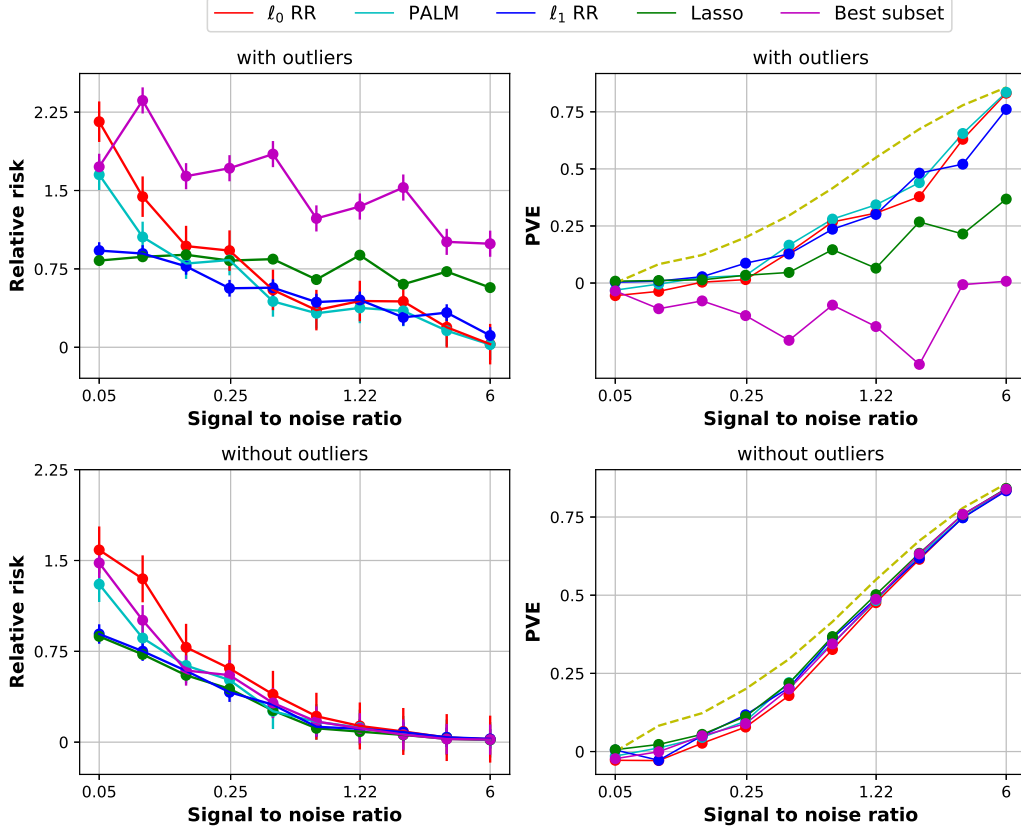 ℓ0 RR PALM ℓ1 RR Lasso Best subset
with outliers
2.25
1.5
0.75
0
Relative risk
0.05 0.25 1.22 6
Signal to noise ratio
with outliers
0.75
0.5
0.25
0
PVE
0.05 0.25 1.22 6
Signal to noise ratio
without outliers
2.25
1.5
0.75
0
Relative risk
0.05 0.25 1.22 6
Signal to noise ratio
without outliers
0.75
0.5
0.25
0
PVE
0.05 0.25 1.22 6
Signal to noise ratio